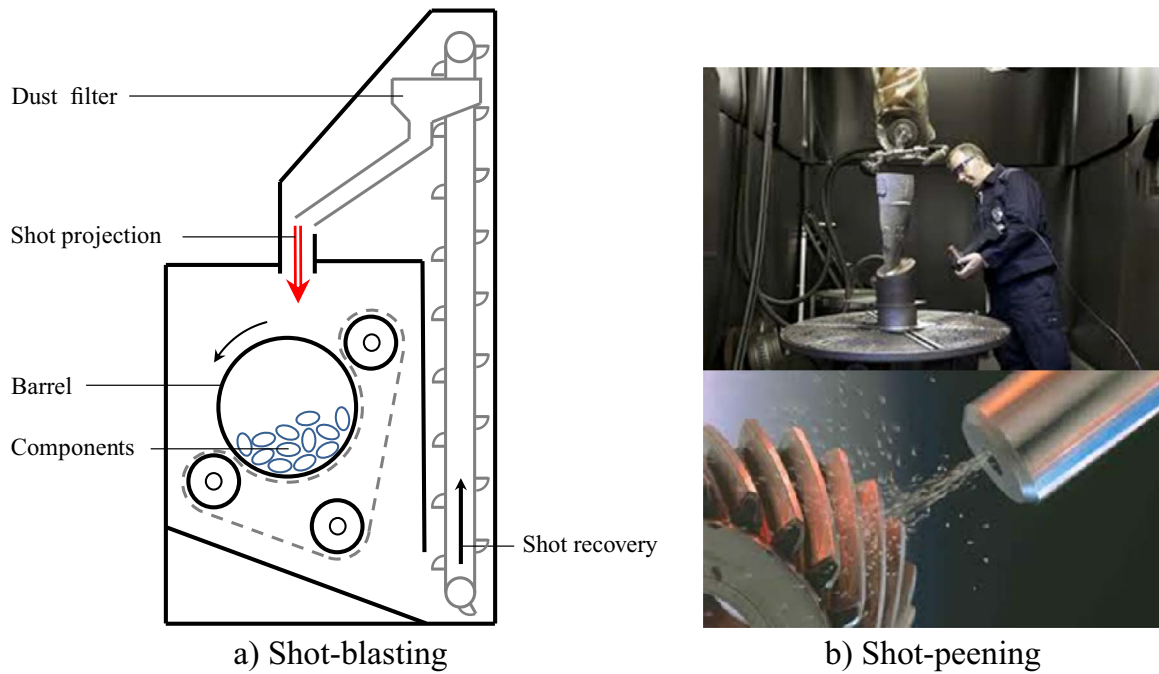 Dust filter
Shot projection
Barrel
Components
Shot recovery
a) Shot-blasting
b) Shot-peening